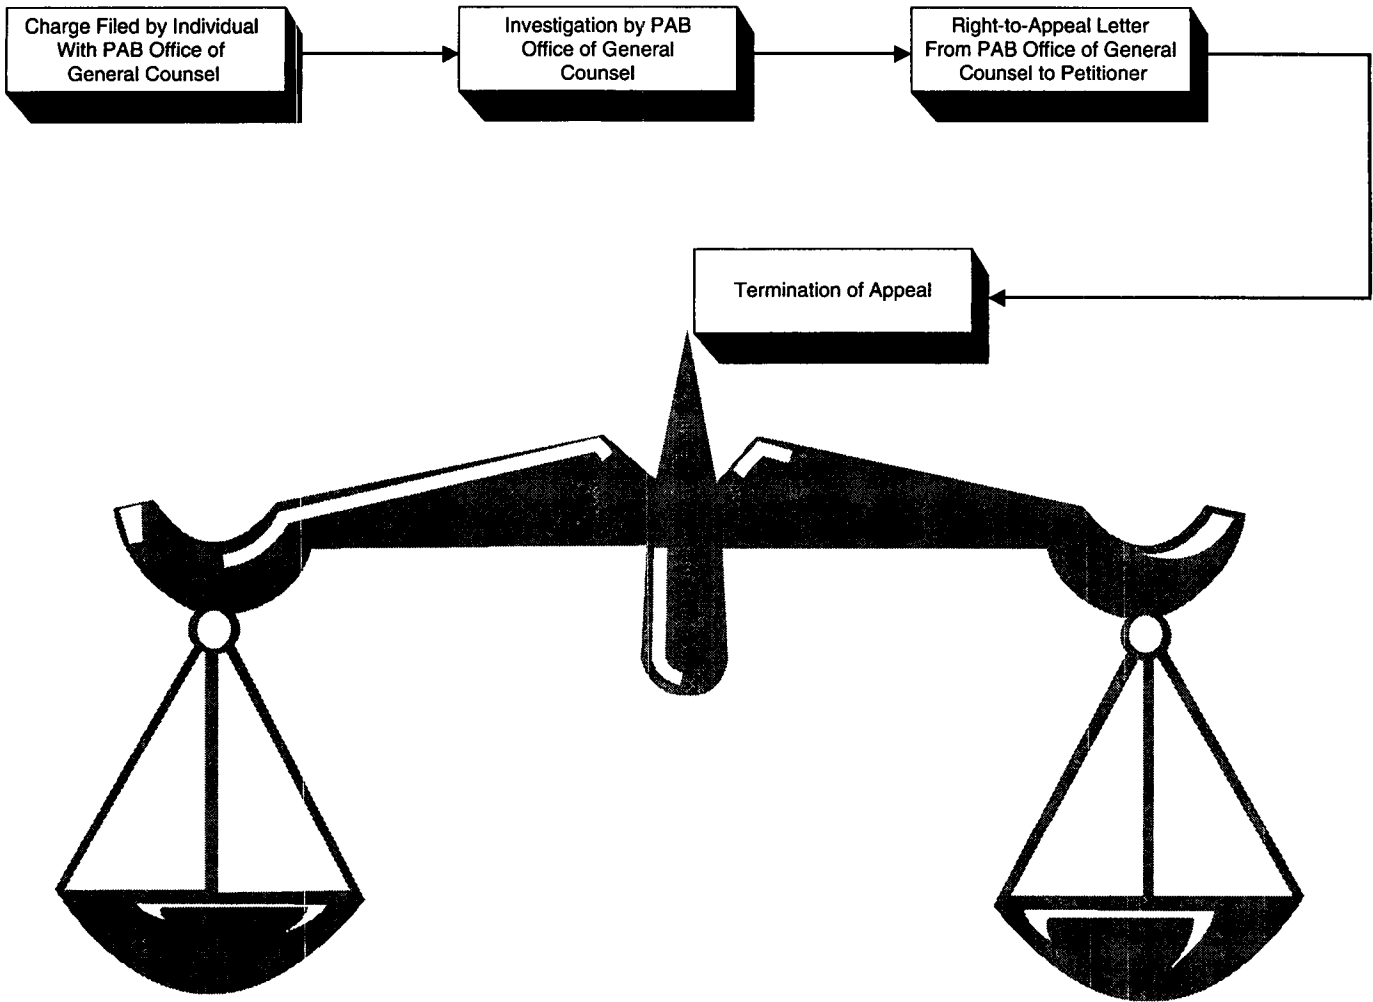 Charge Filed by Individual
With PAB Office of
General Counsel
Investigation by PAB
Office of General
Counsel
Right-to-Appeal Letter
From PAB Office of General
Counsel to Petitioner
Termination of Appeal